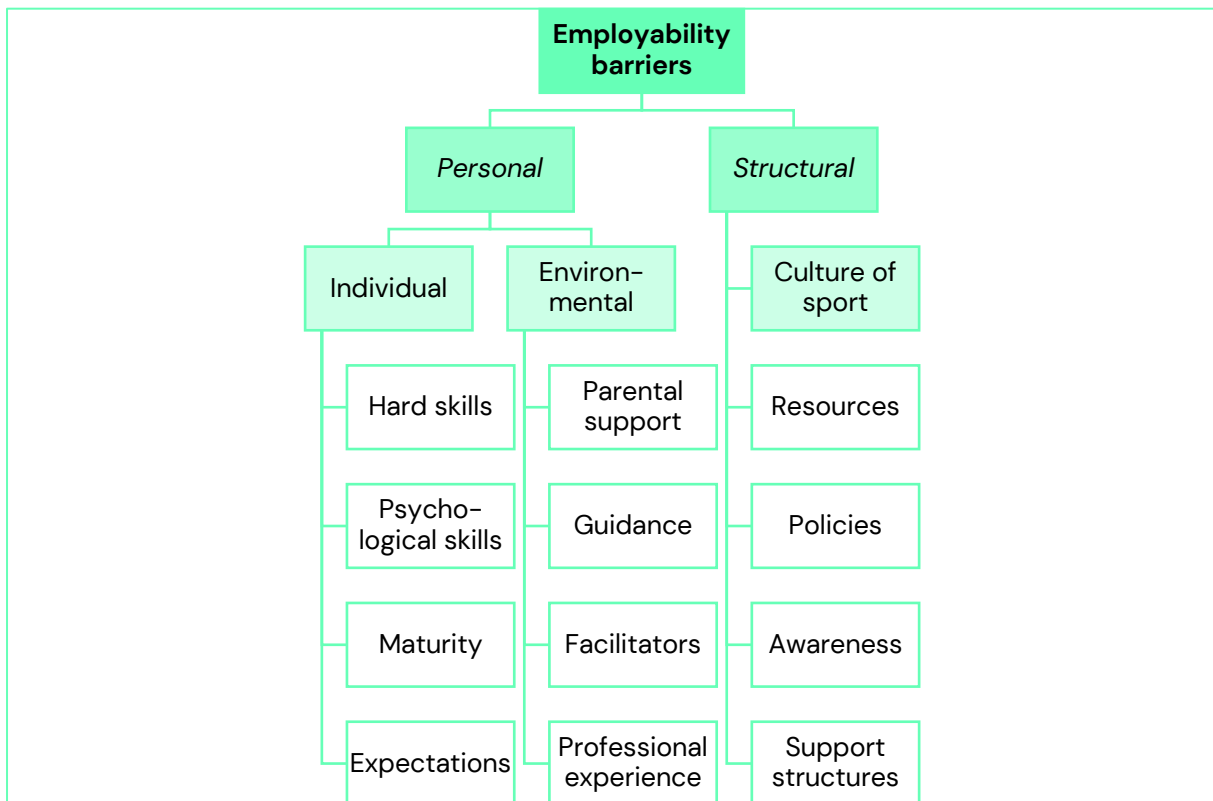 Employability
barriers
Personal
Structural
Individual
Environ-
mental
Culture of
sport
Hard skills
Parental
support
Resources
Psycho-
logical skills
Guidance
Policies
Maturity
Facilitators
Awareness
Expectations
Professional
experience
Support
structures